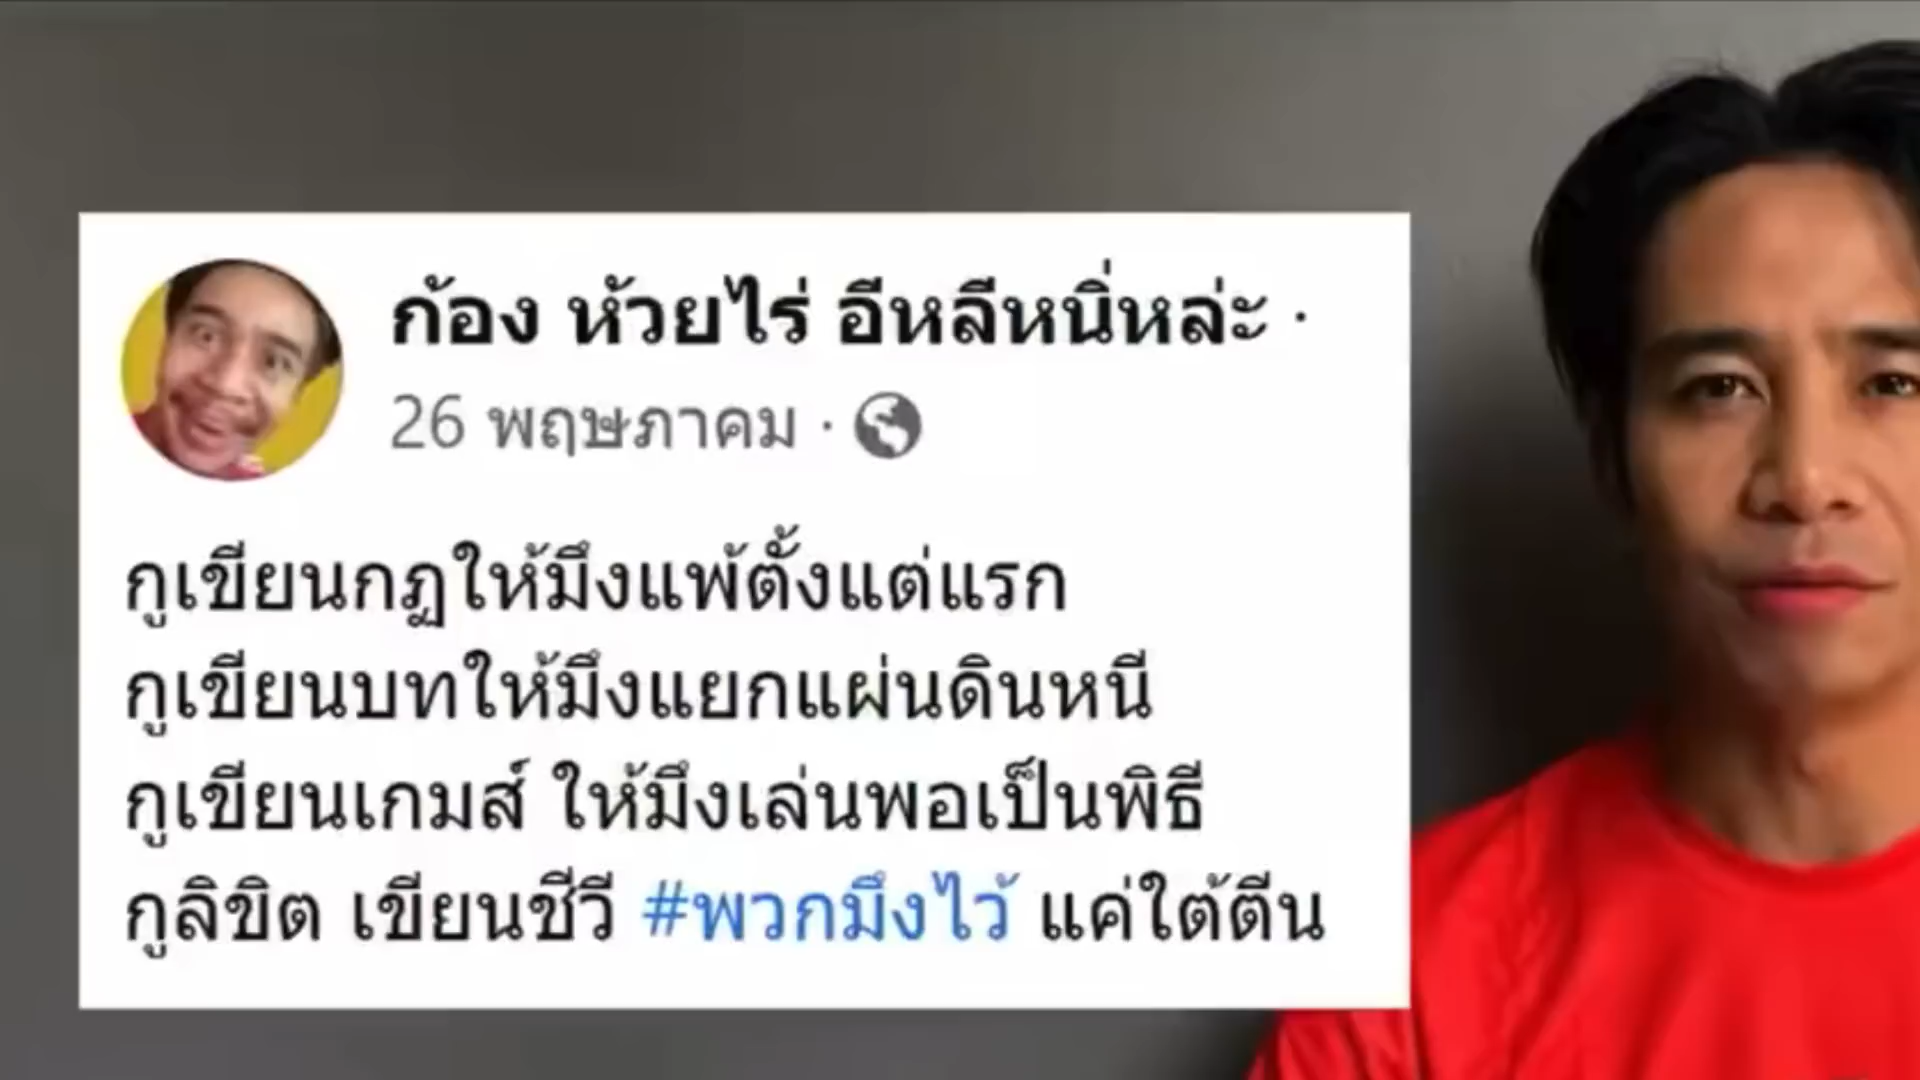 ก้อง ห้วยไร่ อีหลีหนิ่หล่ะ ·
26 พฤษภาคม ·
กูเขียนกฏให้มึงแพ้ตั้งแต่แรก
กูเขียนบทให้มึงแยกแผ่นดินหนี
กูเขียนเกมส์ ให้มึงเล่นพอเป็นพิธี
กูลิขิต เขียนชีวี #พวกมึงไว้ แค่ใต้ตีน